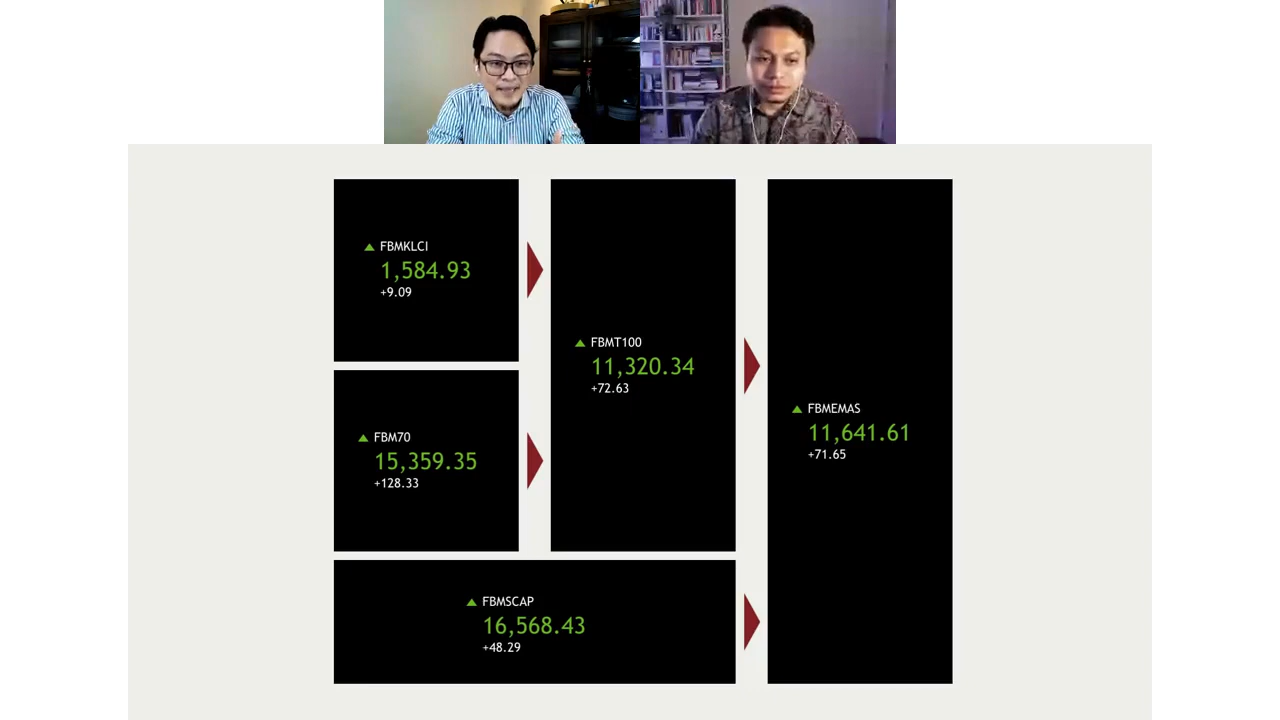 FBMKLCI
1,584.93
+9.09
FBM70
15,359.35
+128.33
FBMT100
11,320.34
+72.63
FBMSCAP
16,568.43
+48.29
FBMEMAS
11,641.61
+71.65